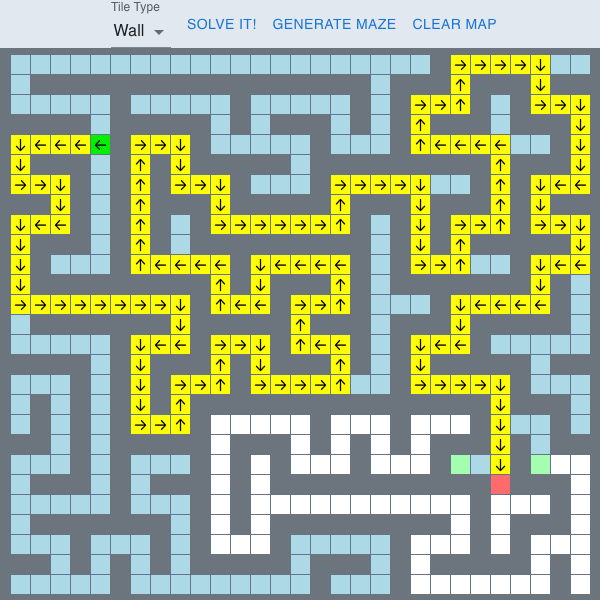 Tile Type
Wall
SOLVE IT!
GENERATE MAZE
CLEAR MAP